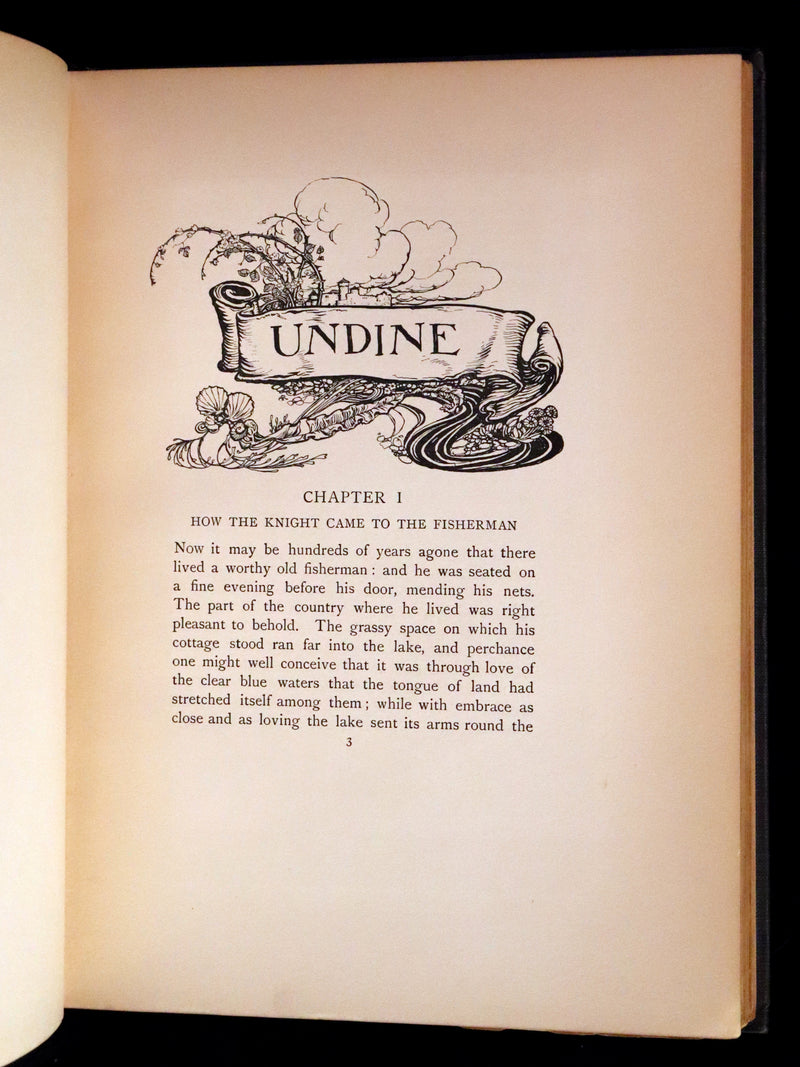 UNDINE
CHAPTER I
HOW THE KNIGHT CAME TO THE FISHERMAN
Now it may be hundreds of years agone that there
lived a worthy old fisherman : and he was seated on
a fine evening before his door, mending his nets.
The part of the country where he lived was right
pleasant to behold. The grassy space on which his
cottage stood ran far into the lake, and perchance
one might well conceive that it was through love of
the clear blue waters that the tongue of land had
stretched itself among them ; while with embrace as
close and as loving the lake sent its arms round the
3